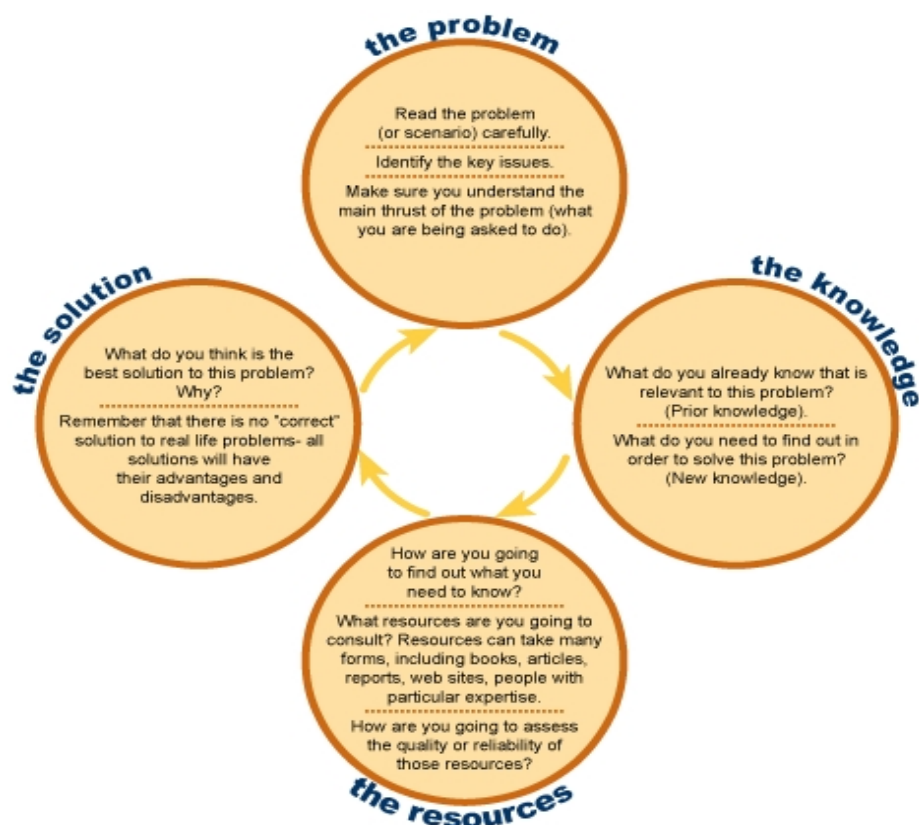 the problem
Read the problem
(or scenario) carefully.
Identify the key issues.
Make sure you understand the
main thrust of the problem (what
you are being asked to do).
the knowledge
What do you already know that is
relevant to this problem?
(Prior knowledge).
What do you need to find out in
order to solve this problem?
(New knowledge).
How are you going
to find out what you
need to know?
What resources are you going to
consult? Resources can take many
forms, including books, articles,
reports, web sites, people with
particular expertise.
How are you going to assess
the quality or reliability of
those resources?
the resources
the solution
What do you think is the
best solution to this problem?
Why?
Remember that there is no "correct"
solution to real life problems- all
solutions will have
their advantages and
disadvantages.